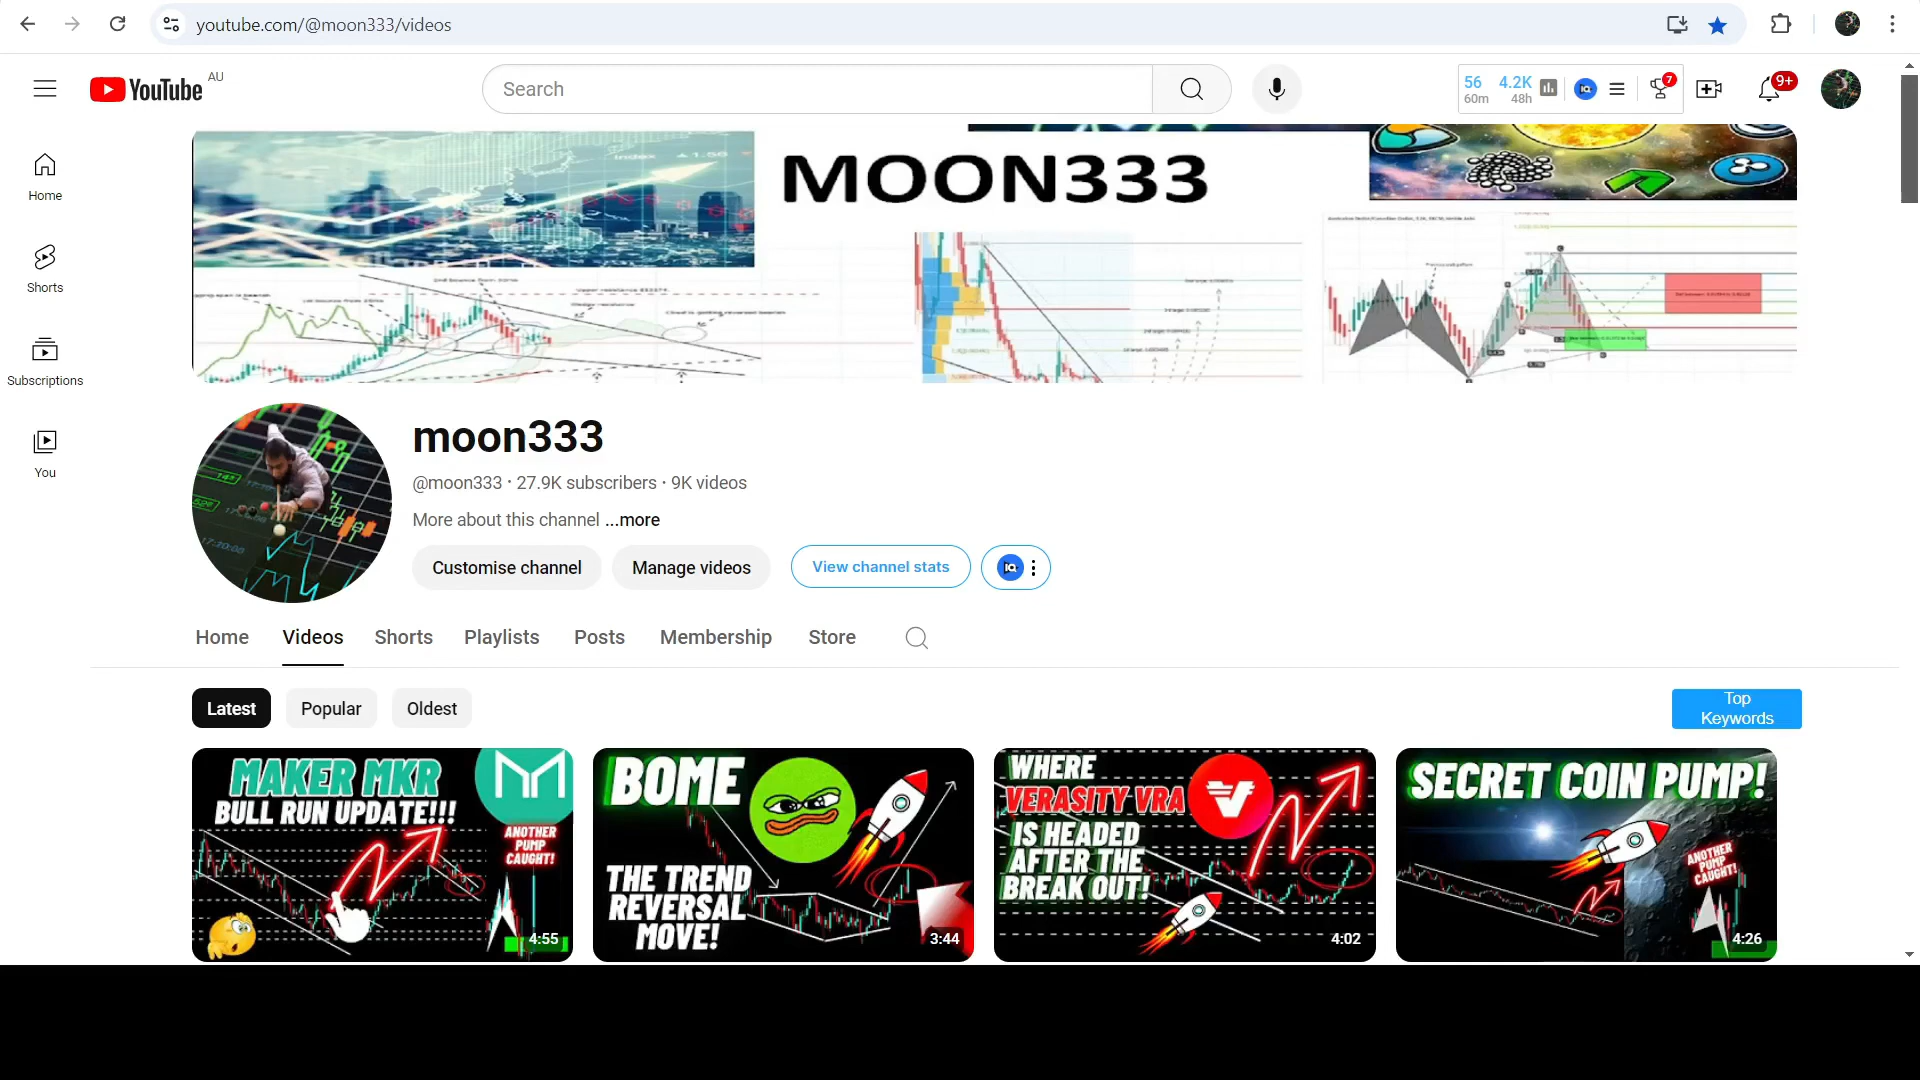 youtube.com/@moon333/videos
YouTube AU
Search
56 4.2K
60m 48h
7
9+
Home
Shorts
Subscriptions
You
Index ▲1.56
MOON333
moon333
@moon333 · 27.9K subscribers · 9K videos
More about this channel ...more
Customise channel
Manage videos
View channel stats
Home
Videos
Shorts
Playlists
Posts
Membership
Store
Latest
Popular
Oldest
Top
Keywords
MAKER MKR
BULL RUN UPDATE!!!
ANOTHER
PUMP
CAUGHT!
4:55
BOME
THE TREND
REVERSAL
MOVE!
3:44
WHERE
VERASITY VRA
IS HEADED
AFTER THE
BREAK OUT!
4:02
SECRET COIN PUMP!
ANOTHER
PUMP
CAUGHT!
4:26